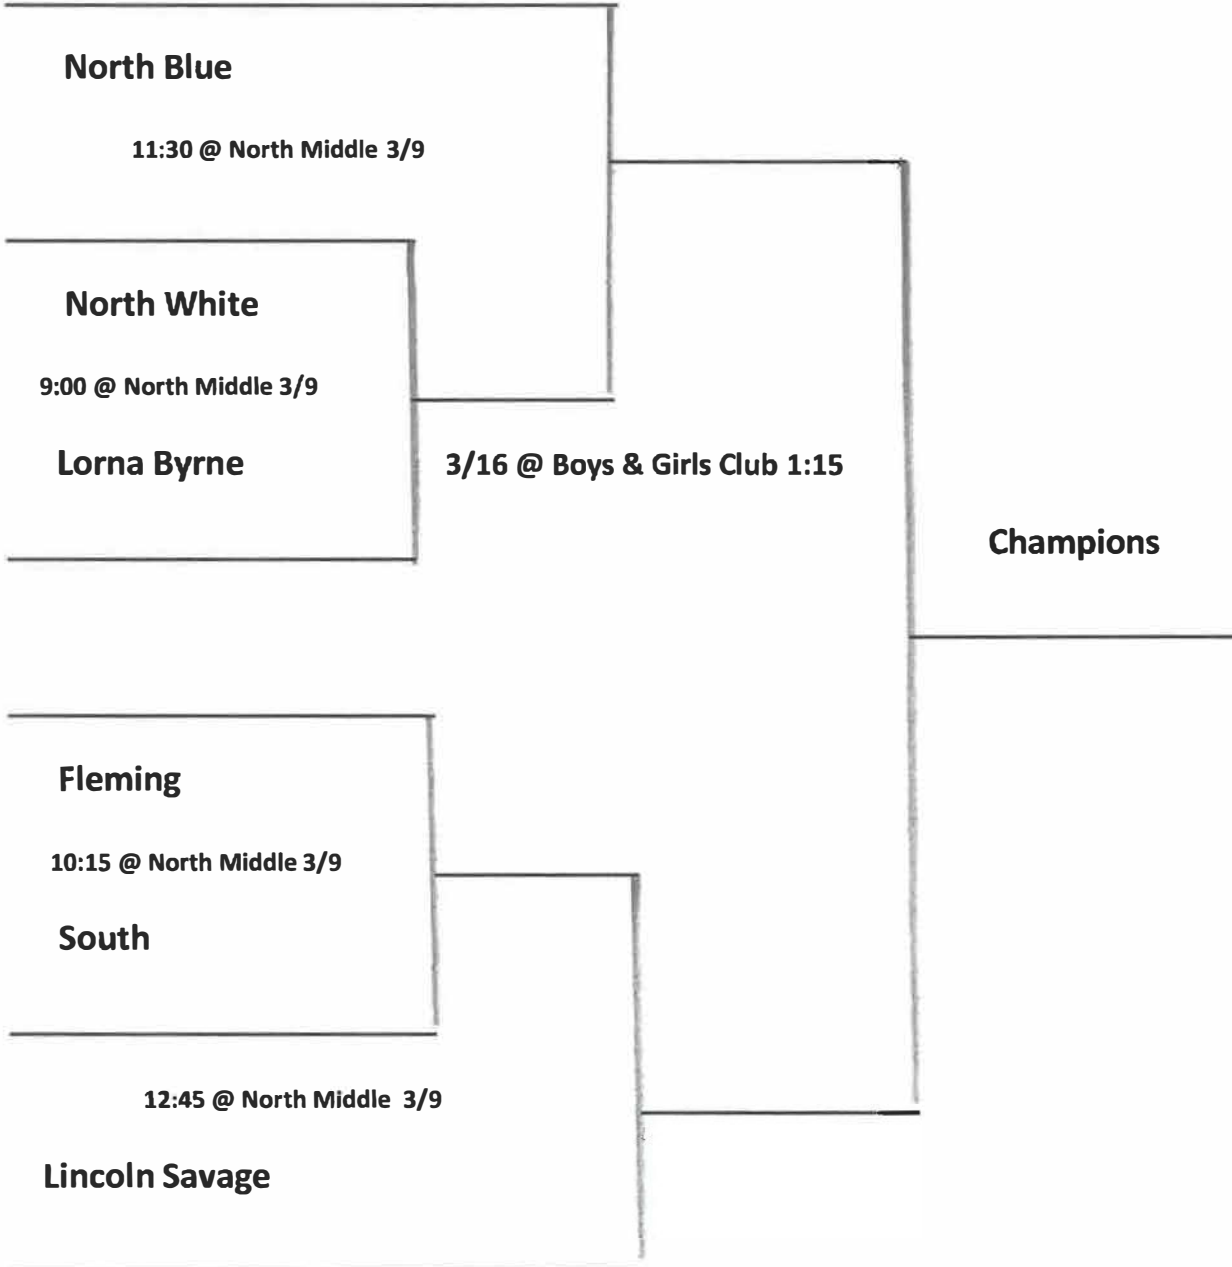 North Blue
11:30 @ North Middle 3/9
North White
9:00 @ North Middle 3/9
Lorna Byrne
3/16 @ Boys & Girls Club 1:15
Champions
Fleming
10:15 @ North Middle 3/9
South
12:45 @ North Middle 3/9
Lincoln Savage